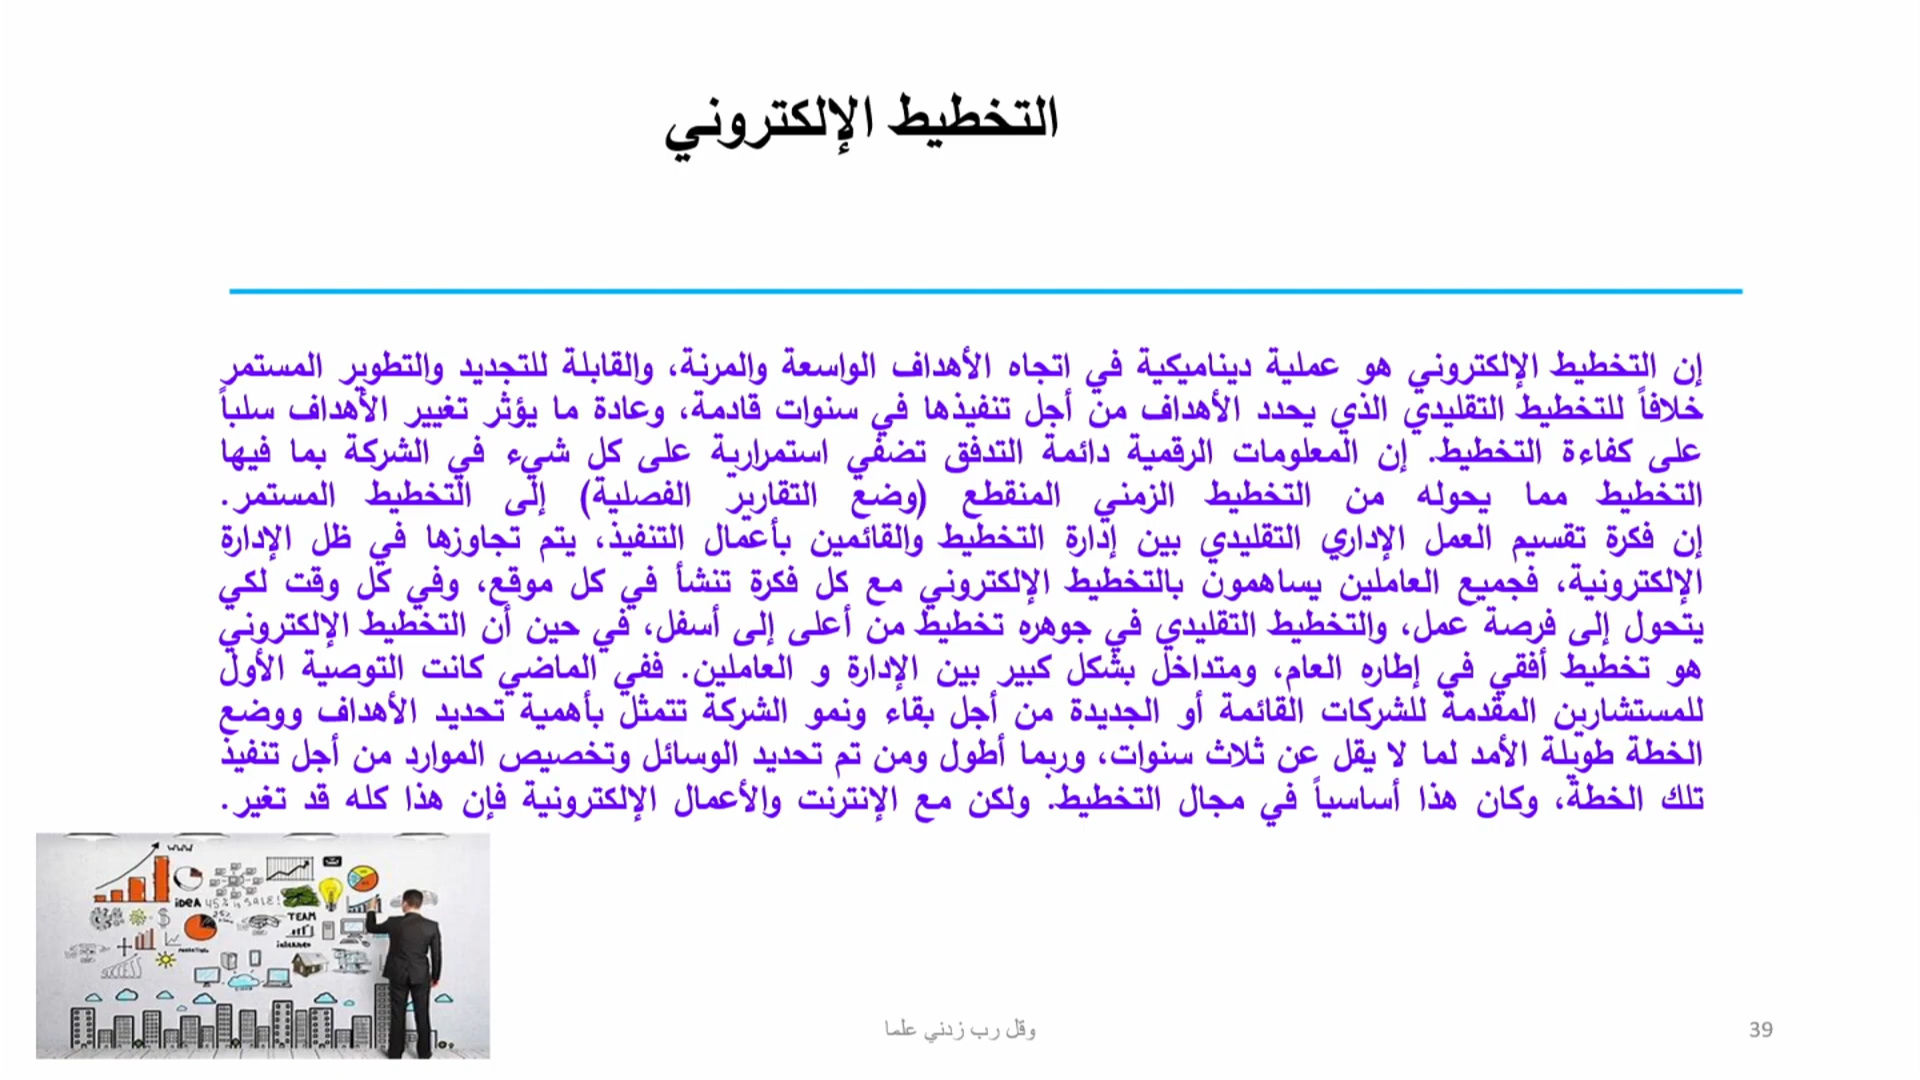 التخطيط الإلكتروني
إن التخطيط الإلكتروني هو عملية ديناميكية في اتجاه الأهداف الواسعة والمرنة، والقابلة للتجديد والتطوير المستمر
خلافاً للتخطيط التقليدي الذي يحدد الأهداف من أجل تنفيذها في سنوات قادمة، وعادة ما يؤثر تغيير الأهداف سلباً
على كفاءة التخطيط. إن المعلومات الرقمية دائمة التدفق تضفي استمرارية على كل شيء في الشركة بما فيها
التخطيط مما يحوله من التخطيط الزمني المنقطع (وضع التقارير الفصلية) إلى التخطيط المستمر.
إن فكرة تقسيم العمل الإداري التقليدي بين إدارة التخطيط والقائمين بأعمال التنفيذ، يتم تجاوزها في ظل الإدارة
الإلكترونية، فجميع العاملين يساهمون بالتخطيط الإلكتروني مع كل فكرة تنشأ في كل موقع، وفي كل وقت لكي
يتحول إلى فرصة عمل، والتخطيط التقليدي في جوهره تخطيط من أعلى إلى أسفل، في حين أن التخطيط الإلكتروني
هو تخطيط أفقي في إطاره العام، ومتداخل بشكل كبير بين الإدارة و العاملين. ففي الماضي كانت التوصية الأول
للمستشارين المقدمة للشركات القائمة أو الجديدة من أجل بقاء ونمو الشركة تتمثل بأهمية تحديد الأهداف ووضع
الخطة طويلة الأمد لما لا يقل عن ثلاث سنوات، وربما أطول ومن تم تحديد الوسائل وتخصيص الموارد من أجل تنفيذ
تلك الخطة، وكان هذا أساسياً في مجال التخطيط. ولكن مع الإنترنت والأعمال الإلكترونية فإن هذا كله قد تغير.
IDEA
SALE!
TEAM
SUCCESS
وقل رب زدني علما
39